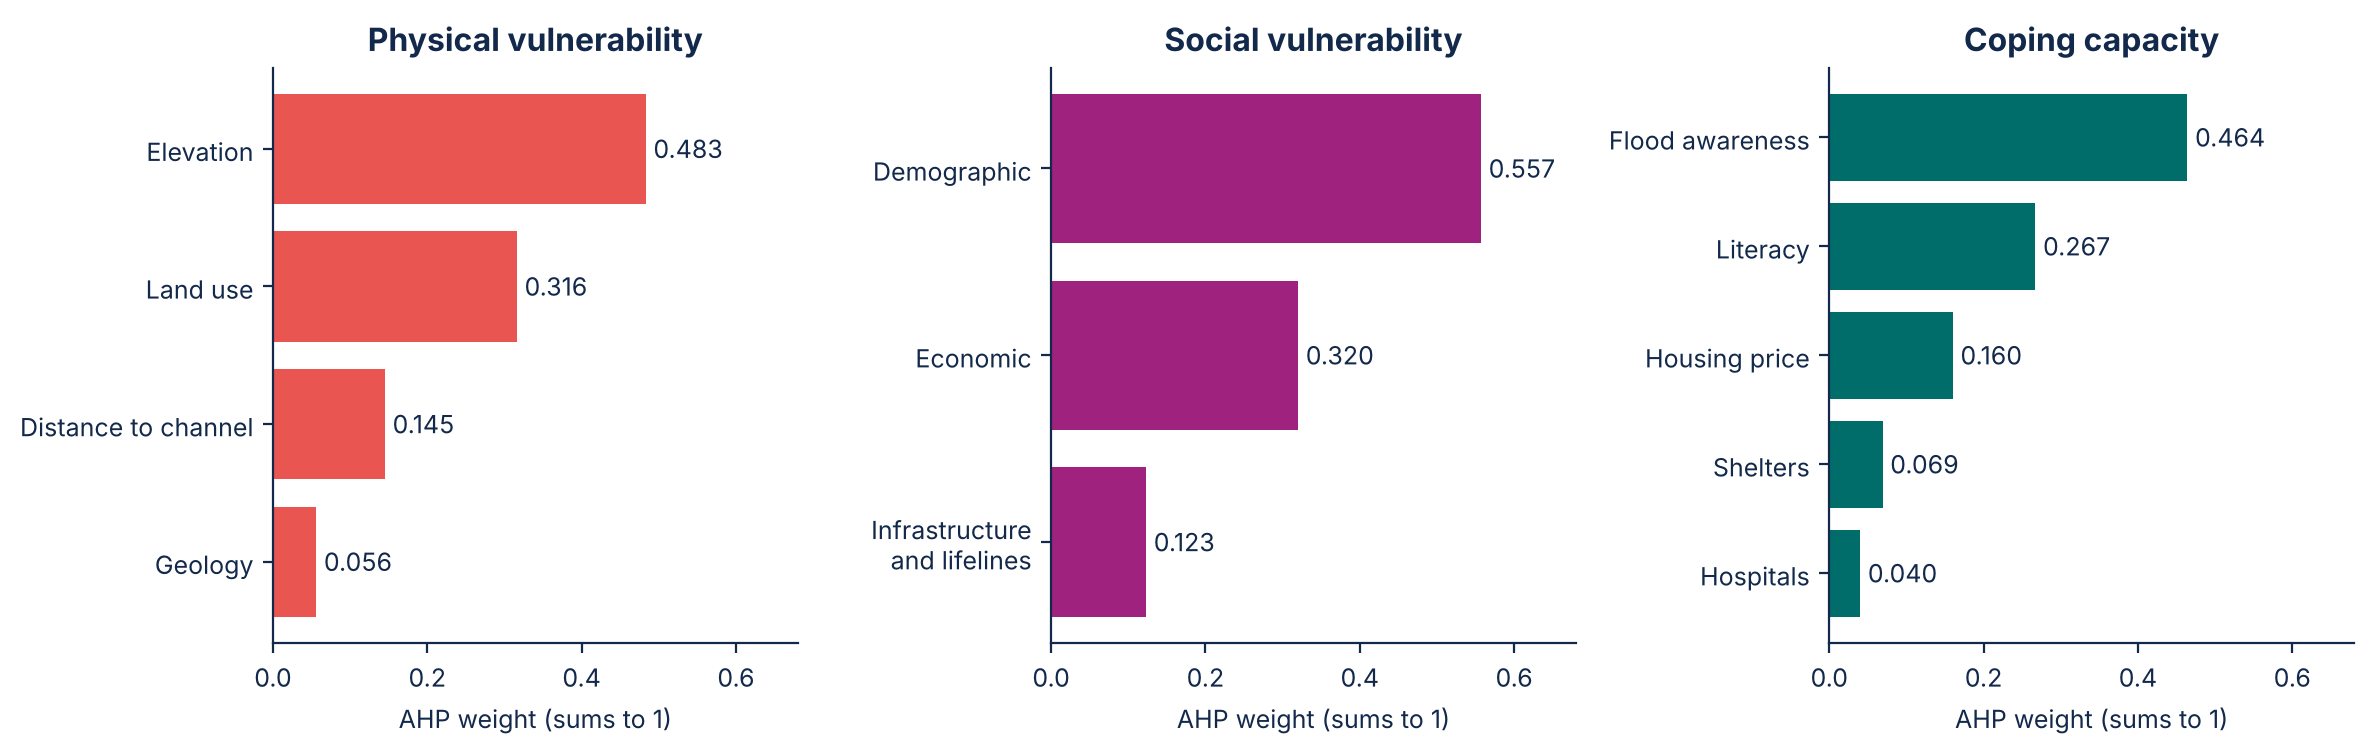 Physical vulnerability
Elevation
0.483
Land use
0.316
Distance to channel
0.145
Geology
0.056
0.0 0.2 0.4 0.6
AHP weight (sums to 1)
Social vulnerability
Demographic
0.557
Economic
0.320
Infrastructure
and lifelines
0.123
0.0 0.2 0.4 0.6
AHP weight (sums to 1)
Coping capacity
Flood awareness
0.464
Literacy
0.267
Housing price
0.160
Shelters
0.069
Hospitals
0.040
0.0 0.2 0.4 0.6
AHP weight (sums to 1)